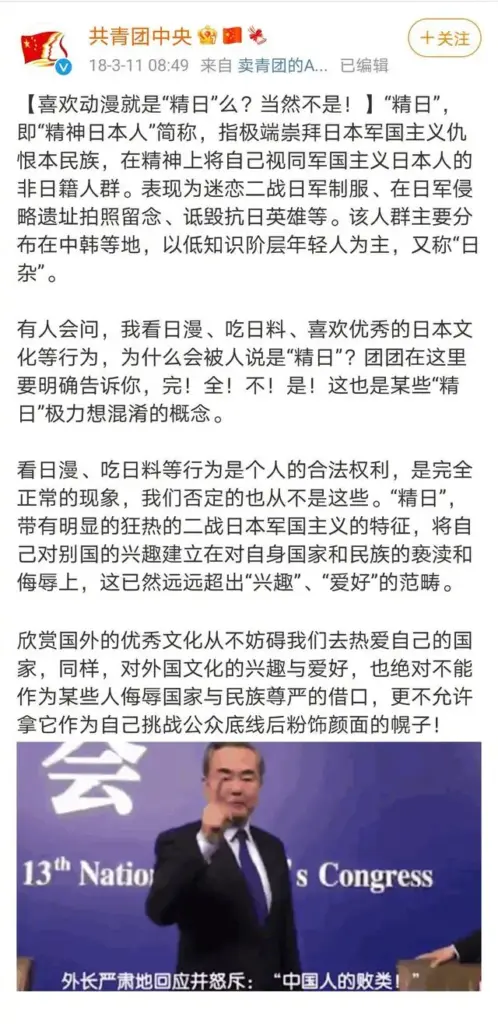 共青团中央
＋关注
18-3-11 08:49 来自 卖青团的A... 已编辑
【喜欢动漫就是“精日”么？当然不是！】“精日”，
即“精神日本人”简称，指极端崇拜日本军国主义仇
恨本民族，在精神上将自己视同军国主义日本人的
非日籍人群。表现为迷恋二战日军制服、在日军侵
略遗址拍照留念、诋毁抗日英雄等。该人群主要分
布在中韩等地，以低知识阶层年轻人为主，又称“日
杂”。
有人会问，我看日漫、吃日料、喜欢优秀的日本文
化等行为，为什么会被人说是“精日”？团团在这里
要明确告诉你，完！全！不！是！这也是某些“精
日”极力想混淆的概念。
看日漫、吃日料等行为是个人的合法权利，是完全
正常的现象，我们否定的也从不是这些。“精日”，
带有明显的狂热的二战日本军国主义的特征，将自
己对别国的兴趣建立在对自身国家和民族的亵渎和
侮辱上，这已然远远超出“兴趣”、“爱好”的范畴。
欣赏国外的优秀文化从不妨碍我们去热爱自己的国
家，同样，对外国文化的兴趣与爱好，也绝对不能
作为某些人侮辱国家与民族尊严的借口，更不允许
拿它作为自己挑战公众底线后粉饰颜面的幌子！
会
13th Natio 's Congress
外长严肃地回应并怒斥：“中国人的败类！”